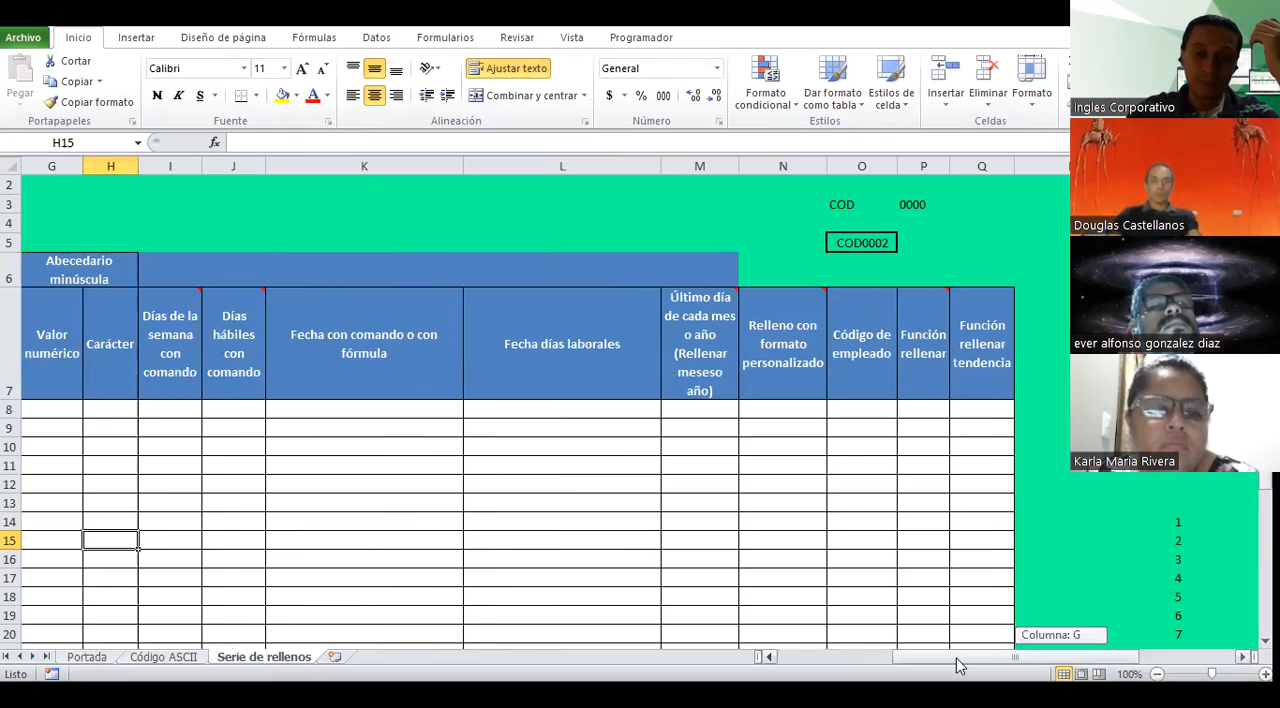 Archivo Inicio Insertar Diseño de página Fórmulas Datos Formularios Revisar Vista Programador
Pegar
Cortar
Copiar
Copiar formato
Portapapeles
Calibri 11
N K S
Fuente
Ajustar texto
Combinar y centrar
Alineación
General
$ % 000
Número
Formato condicional
Dar formato como tabla
Estilos de celda
Estilos
Insertar Eliminar Formato
Celdas
H15 fx
G H I J K L M N O P Q
2
3 COD 0000
4
5 COD0002
6 Abecedario minúscula
7 Valor numérico
Carácter
Días de la semana con comando
Días hábiles con comando
Fecha con comando o con fórmula
Fecha días laborales
Último día de cada mes o año (Rellenar meseso año)
Relleno con formato personalizado
Código de empleado
Función rellenar
Función rellenar tendencia
8
9
10
11
12
13
14 1
15 2
16 3
17 4
18 5
19 6
20 7
Columna: G
Portada Código ASCII Serie de rellenos
Listo 100%
Ingles Corporativo
Douglas Castellanos
ever alfonso gonzalez diaz
Karla María Rivera